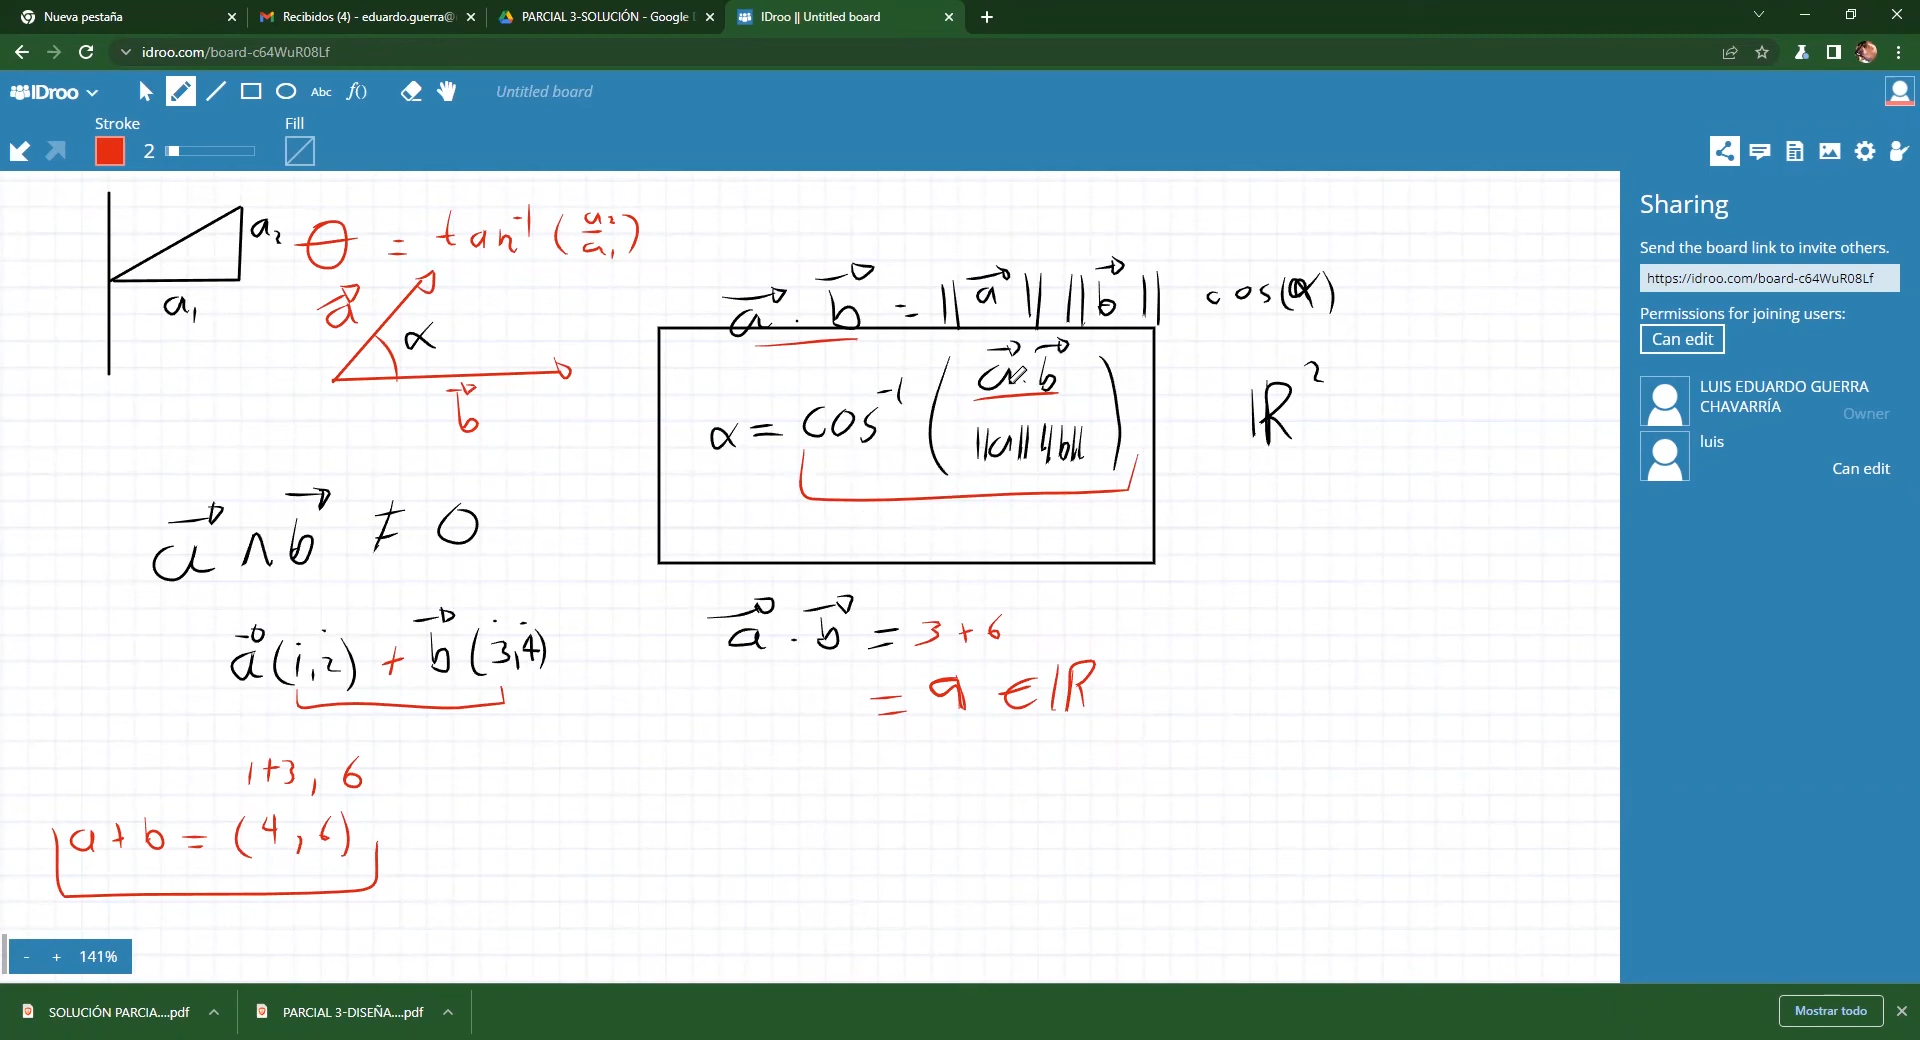 Nueva pestaña
Recibidos (4) - eduardo.guerra@
PARCIAL 3-SOLUCIÓN - Google
IDroo || Untitled board
idroo.com/board-c64WuR08Lf
IDroo
Abc
f()
Untitled board
Stroke
Fill
2
a₂
θ = tan⁻¹ (a₂/a₁)
a₁
a⃗
α
b⃗
a⃗ . b⃗ = ||a⃗|| ||b⃗|| cos(α)
α = cos⁻¹ (a⃗.b⃗ / ||a|| ||b||)
ℝ²
a⃗ ∧ b⃗ ≠ 0
a⃗(1,2) + b⃗(3,4)
a⃗ . b⃗ = 3 + 6
= 9 ∈ ℝ
1+3, 6
a + b = (4, 6)
Sharing
Send the board link to invite others.
https://idroo.com/board-c64WuR08Lf
Permissions for joining users:
Can edit
LUIS EDUARDO GUERRA
CHAVARRÍA
Owner
luis
Can edit
- + 141%
SOLUCIÓN PARCIA....pdf
PARCIAL 3-DISEÑA....pdf
Mostrar todo